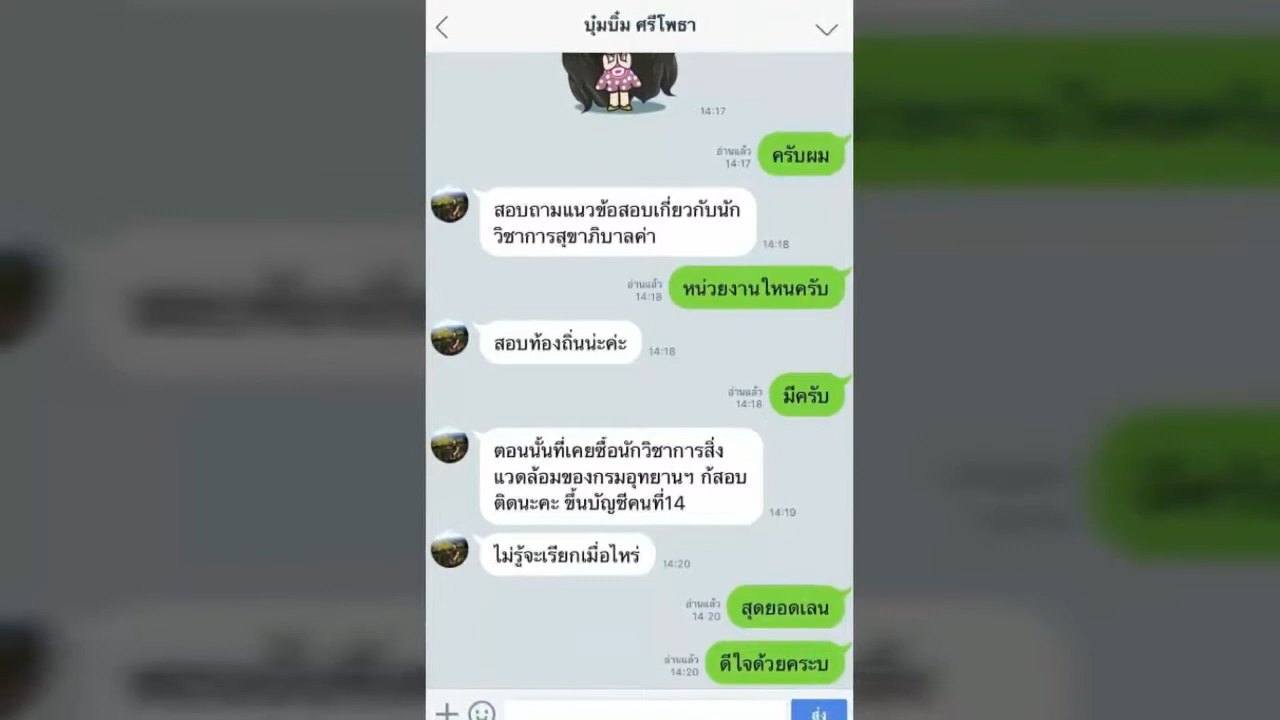 บุ๋มบิ๋ม ศรีโพธา
14:17
ครับผม
อ่านแล้ว
14:17
สอบถามแนวข้อสอบเกี่ยวกับนัก
วิชาการสุขาภิบาลค่า
14:18
หน่วยงานไหนครับ
อ่านแล้ว
14:18
สอบท้องถิ่นน่ะค่ะ
14:18
มีครับ
อ่านแล้ว
14:18
ตอนนั้นที่เคยซื้อนักวิชาการสิ่ง
แวดล้อมของกรมอุทยานฯ ก้สอบ
ติดนะคะ ขึ้นบัญชีคนที่14
14:19
ไม่รู้จะเรียกเมื่อไหร่
14:20
สุดยอดเลน
อ่านแล้ว
14:20
ดีใจด้วยคระบ
อ่านแล้ว
14:20
ส่ง